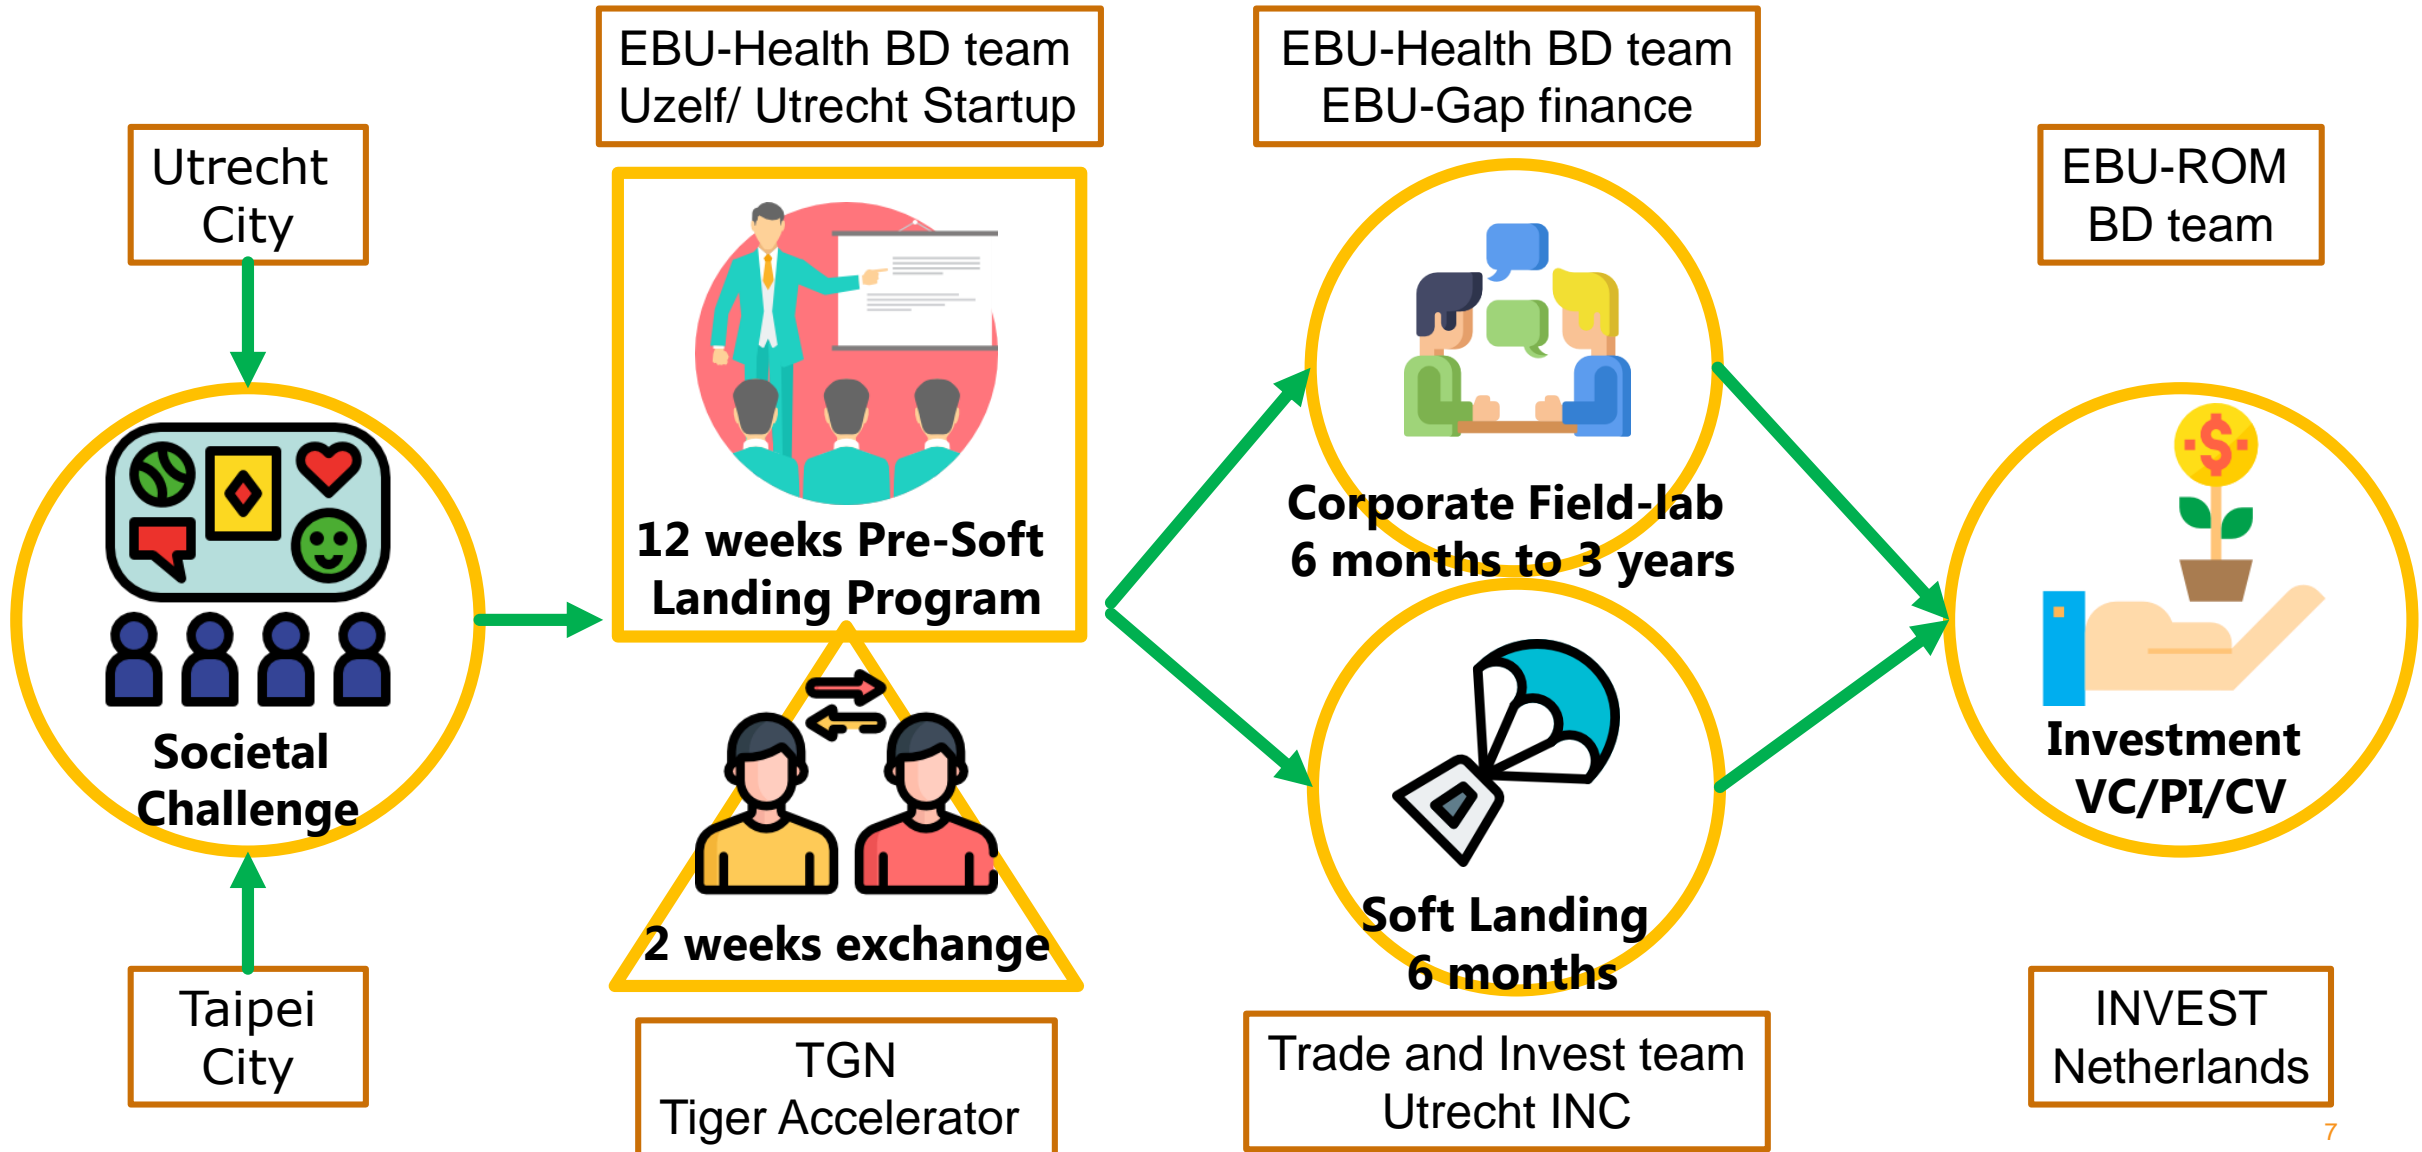 EBU-Health BD team
Uzelf/ Utrecht Startup
EBU-Health BD team
EBU-Gap finance
Utrecht
City
EBU-ROM
BD team
12 weeks Pre-Soft
Landing Program
Corporate Field-lab
6 months to 3 years
Societal
Challenge
Investment
VC/PI/CV
2 weeks exchange
Soft Landing
6 months
Taipei
City
TGN
Tiger Accelerator
Trade and Invest team
Utrecht INC
INVEST
Netherlands
7